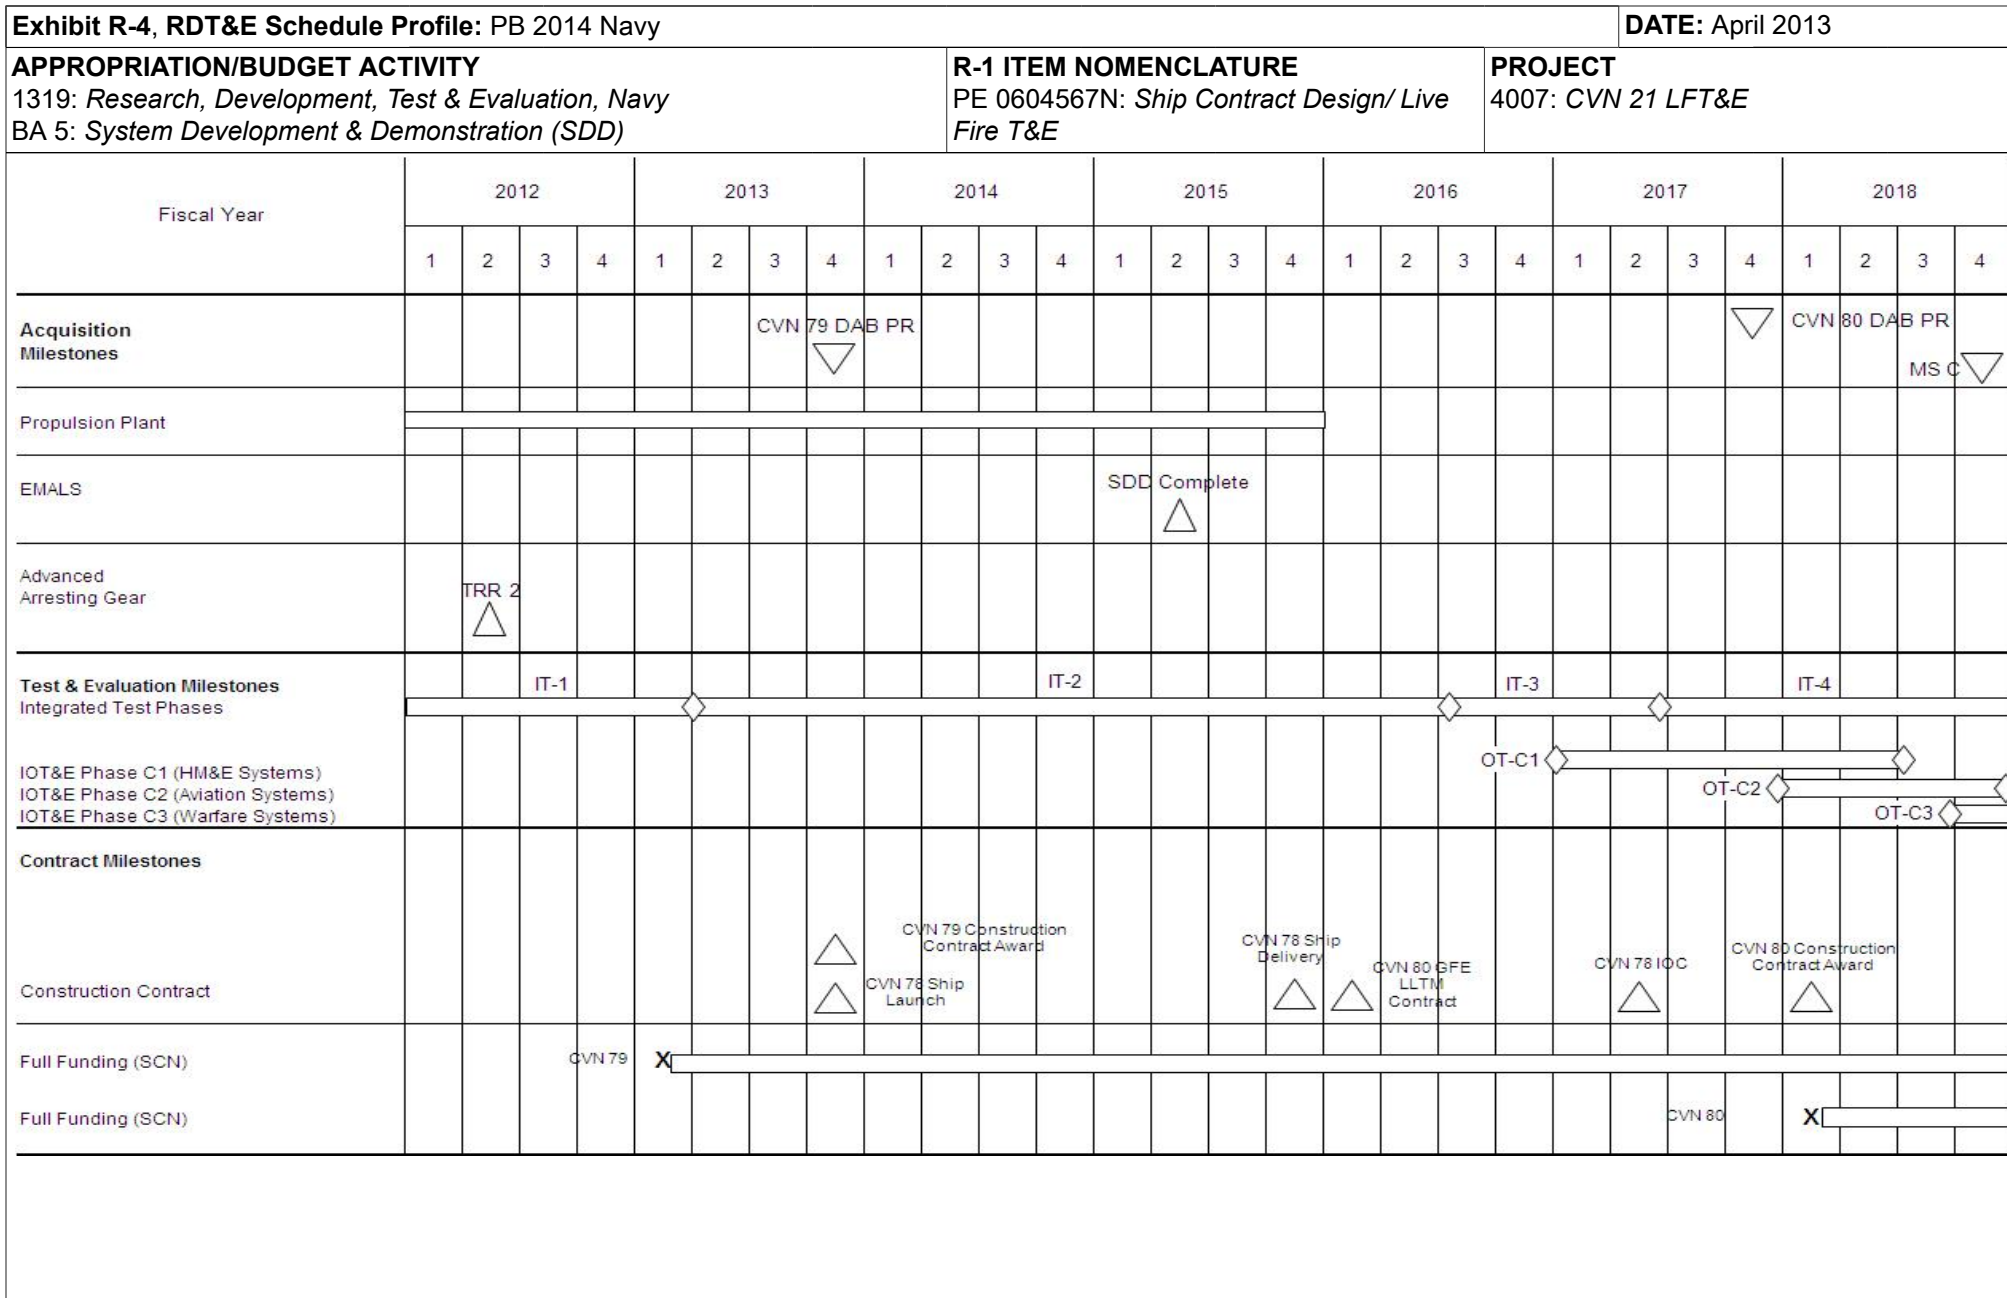 Exhibit R-4, RDT&E Schedule Profile: PB 2014 Navy
DATE: April 2013
APPROPRIATION/BUDGET ACTIVITY
1319: Research, Development, Test & Evaluation, Navy
BA 5: System Development & Demonstration (SDD)
R-1 ITEM NOMENCLATURE
PE 0604567N: Ship Contract Design/ Live
Fire T&E
PROJECT
4007: CVN 21 LFT&E
Fiscal Year
2012 2013 2014 2015 2016 2017 2018
1 2 3 4 1 2 3 4 1 2 3 4 1 2 3 4 1 2 3 4 1 2 3 4 1 2 3 4
Acquisition
Milestones
CVN 79 DAB PR
CVN 80 DAB PR
MS C
Propulsion Plant
EMALS
SDD Complete
Advanced
Arresting Gear
TRR 2
Test & Evaluation Milestones
Integrated Test Phases
IT-1 IT-2 IT-3 IT-4
IOT&E Phase C1 (HM&E Systems)
OT-C1
IOT&E Phase C2 (Aviation Systems)
OT-C2
IOT&E Phase C3 (Warfare Systems)
OT-C3
Contract Milestones
Construction Contract
CVN 79 Construction
Contract Award
CVN 78 Ship
Launch
CVN 78 Ship
Delivery
CVN 80 GFE
LLTM
Contract
CVN 78 IOC
CVN 80 Construction
Contract Award
Full Funding (SCN)
CVN 79 X
Full Funding (SCN)
CVN 80 X